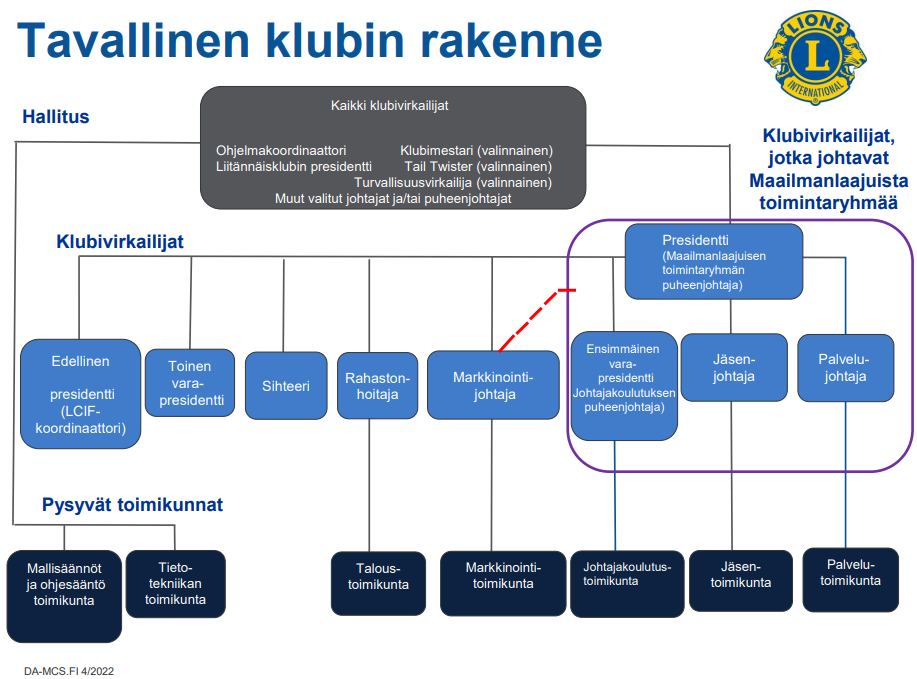 Tavallinen klubin rakenne
LIONS
L
INTERNATIONAL
®
Hallitus
Kaikki klubivirkailijat
Ohjelmakoordinaattori Klubimestari (valinnainen)
Liitännäisklubin presidentti Tail Twister (valinnainen)
Turvallisuusvirkailija (valinnainen)
Muut valitut johtajat ja/tai puheenjohtajat
Klubivirkailijat,
jotka johtavat
Maailmanlaajuista
toimintaryhmää
Klubivirkailijat
Presidentti
(Maailmanlaajuisen
toimintaryhmän
puheenjohtaja)
Edellinen
presidentti
(LCIF-
koordinaattori)
Toinen
vara-
presidentti
Sihteeri
Rahaston-
hoitaja
Markkinointi-
johtaja
Ensimmäinen
vara-
presidentti
Johtajakoulutuksen
puheenjohtaja)
Jäsen-
johtaja
Palvelu-
johtaja
Pysyvät toimikunnat
Mallisäännöt
ja ohjesääntö
toimikunta
Tieto-
tekniikan
toimikunta
Talous-
toimikunta
Markkinointi-
toimikunta
Johtajakoulutus-
toimikunta
Jäsen-
toimikunta
Palvelu-
toimikunta
DA-MCS.FI 4/2022